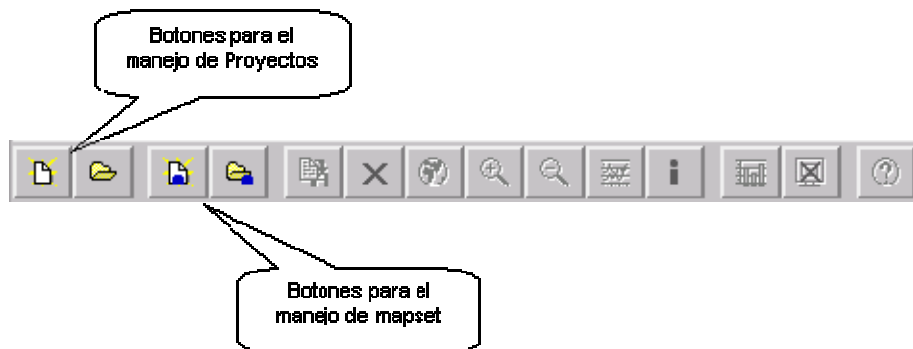 Botones para el
manejo de Proyectos
Botones para el
manejo de mapset